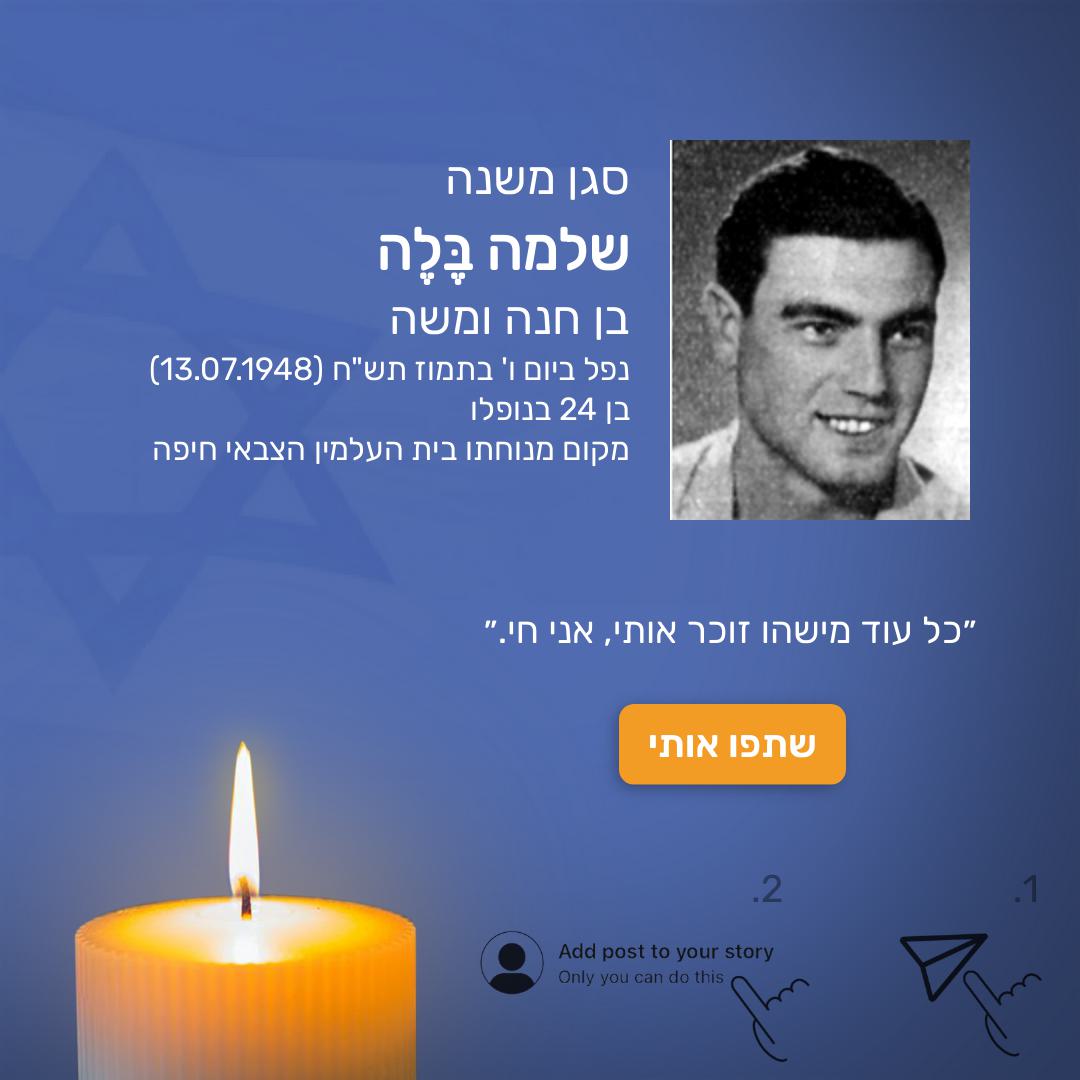 סגן משנה
שלמה בֶּלֶה
בן חנה ומשה
נפל ביום ו' בתמוז תש"ח (13.07.1948)
בן 24 בנופלו
מקום מנוחתו בית העלמין הצבאי חיפה
״כל עוד מישהו זוכר אותי, אני חי.״
שתפו אותי
1.
2.
Add post to your story
Only you can do this